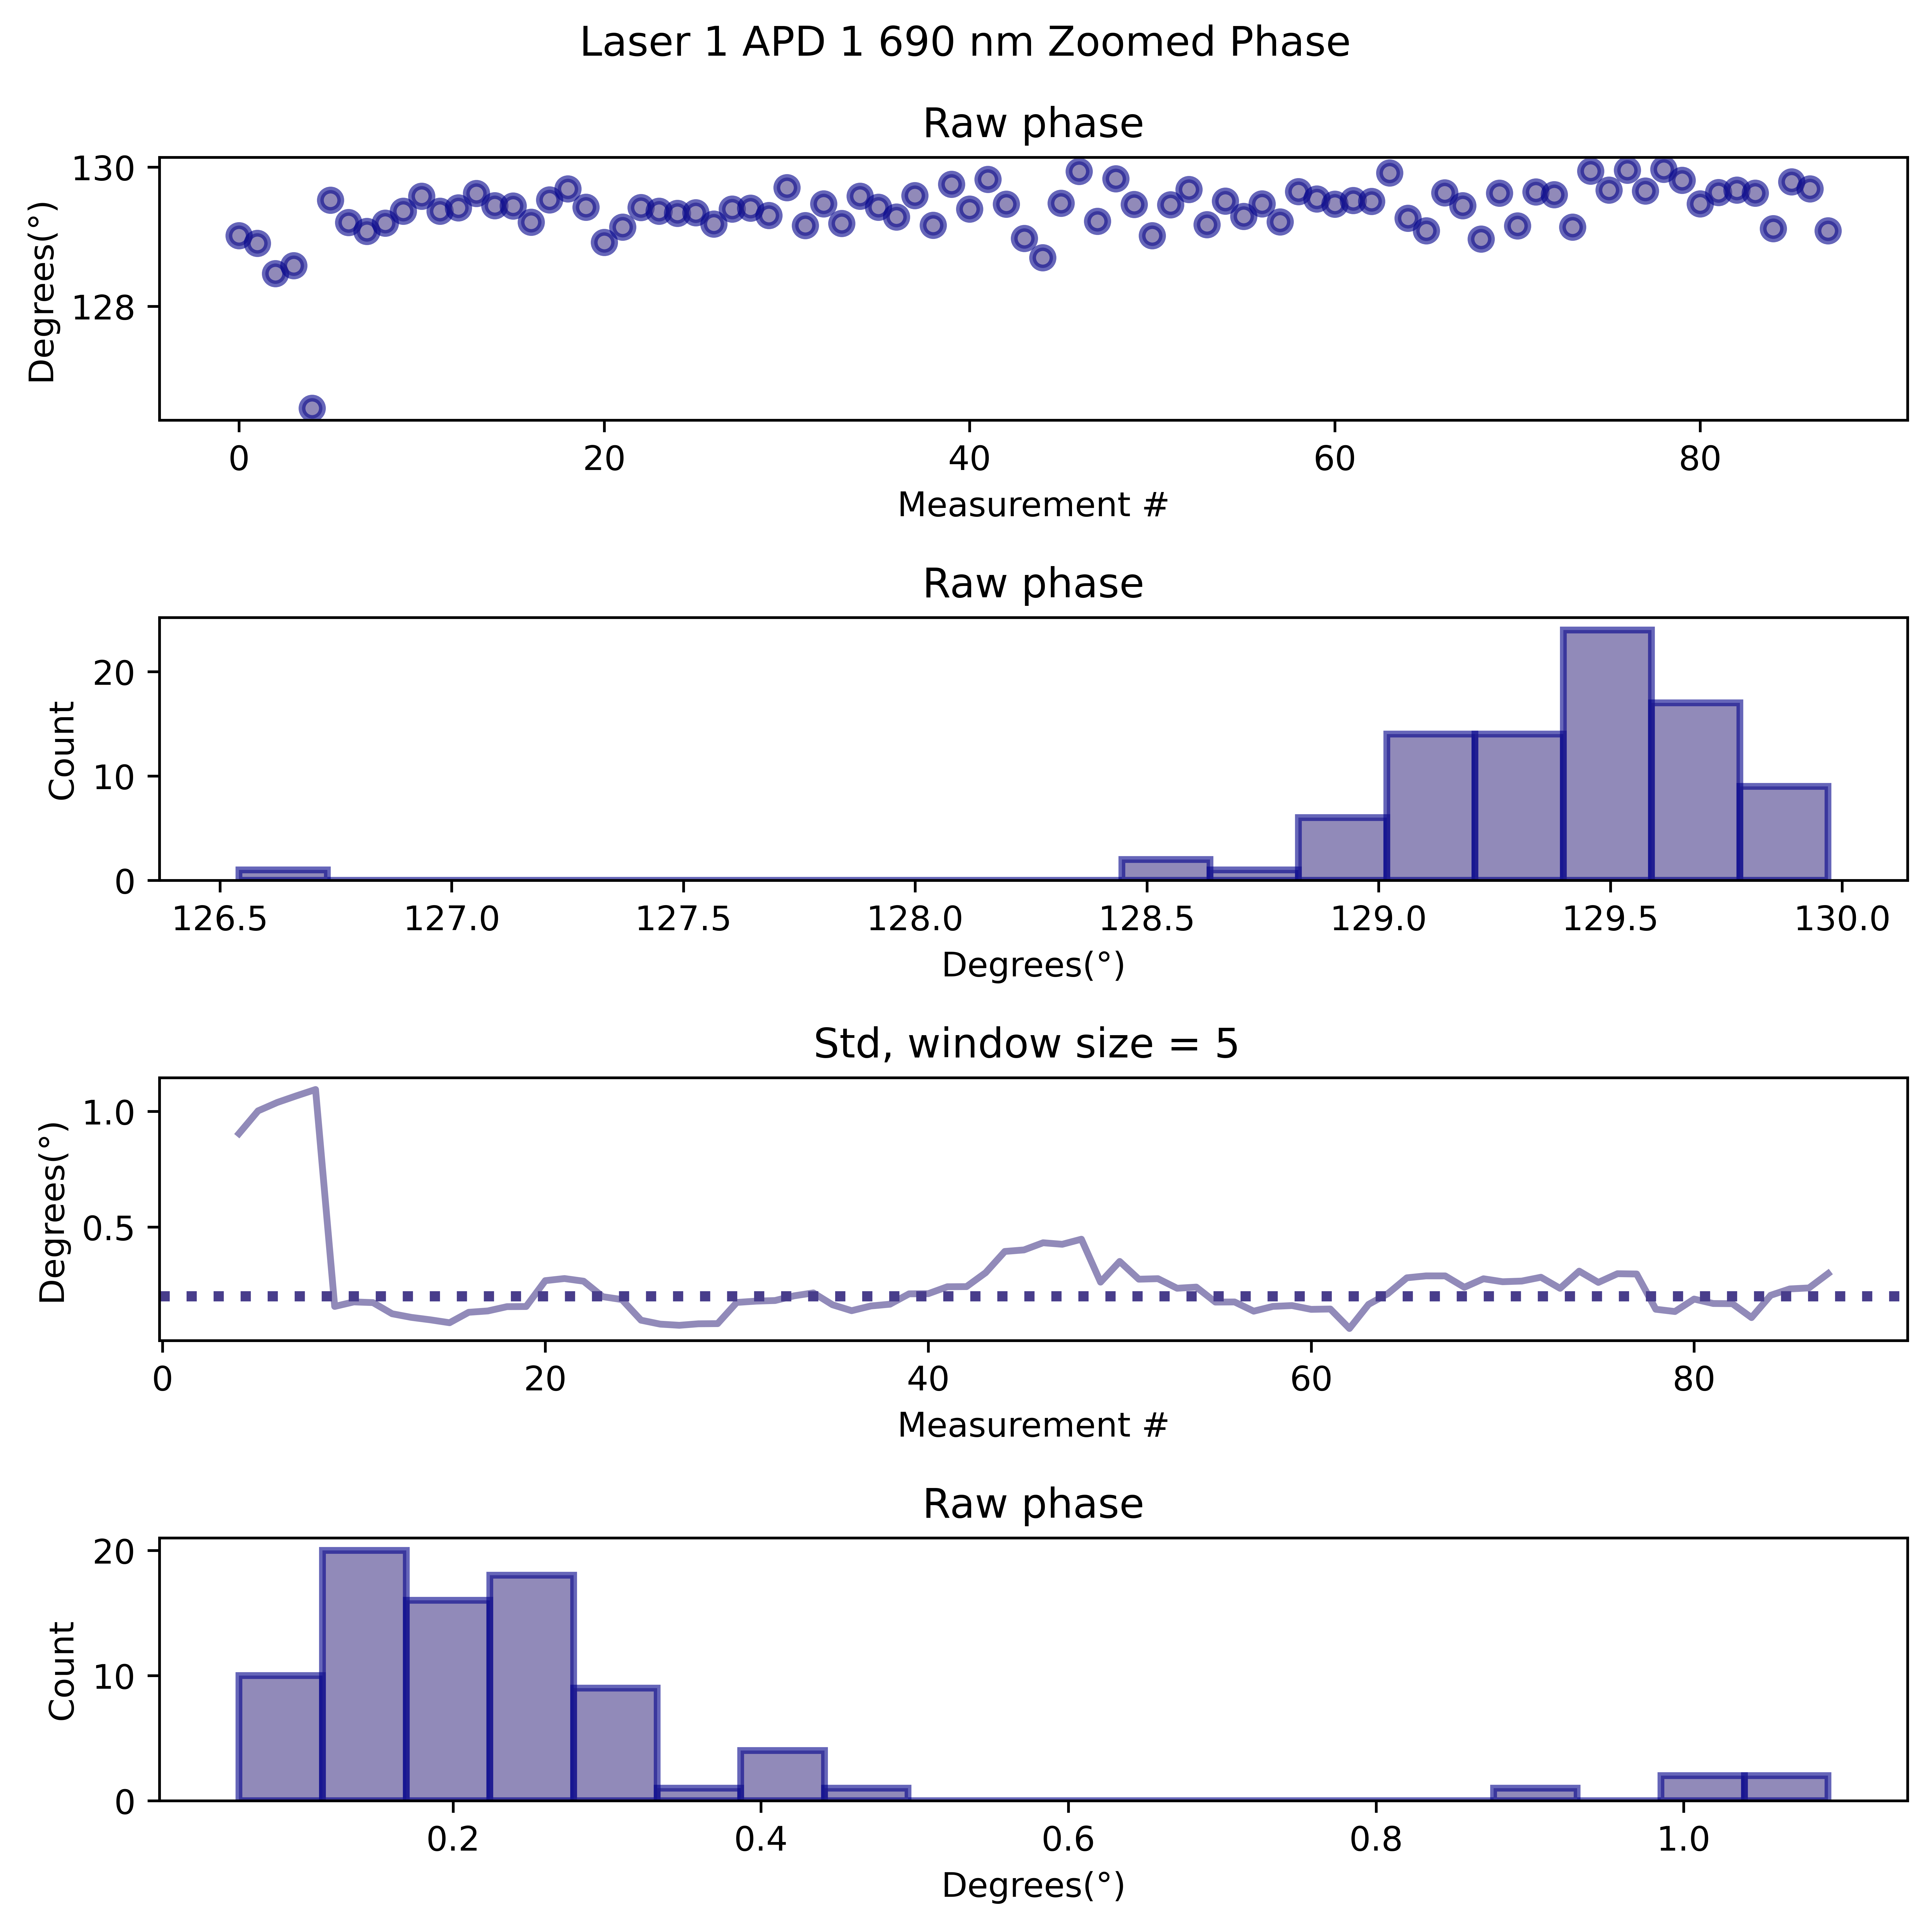 Laser 1 APD 1 690 nm Zoomed Phase
Raw phase
130
128
Degrees(°)
0 20 40 60 80
Measurement #
Raw phase
20
10
0
Count
126.5 127.0 127.5 128.0 128.5 129.0 129.5 130.0
Degrees(°)
Std, window size = 5
1.0
0.5
Degrees(°)
0 20 40 60 80
Measurement #
Raw phase
20
10
0
Count
0.2 0.4 0.6 0.8 1.0
Degrees(°)